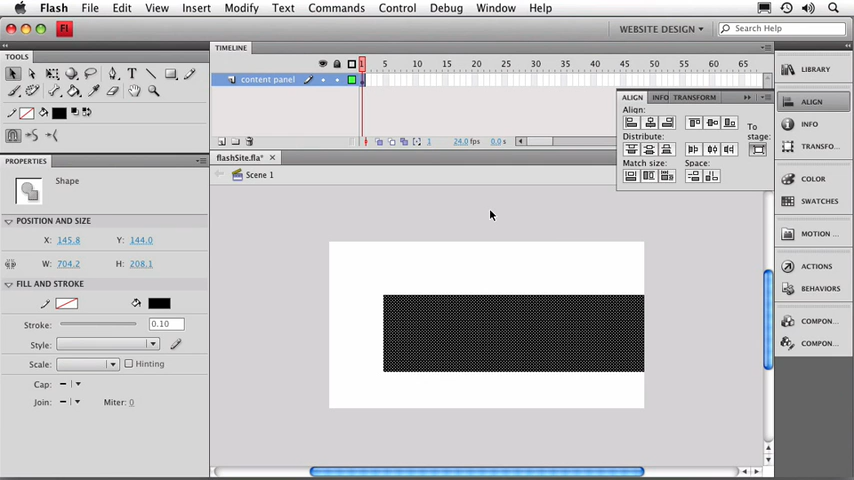 Flash File Edit View Insert Modify Text Commands Control Debug Window Help
Fl WEBSITE DESIGN Search Help
TOOLS
TIMELINE
1 5 10 15 20 25 30 35 40 45 50 55 60 65
content panel
1 24.0 fps 0.0 s
ALIGN INFO TRANSFORM
Align:
Distribute:
To stage:
Match size: Space:
flashSite.fla*
Scene 1
PROPERTIES
Shape
POSITION AND SIZE
X: 145.8 Y: 144.0
W: 704.2 H: 208.1
FILL AND STROKE
Stroke: 0.10
Style:
Scale: Hinting
Cap:
Join: Miter: 0
LIBRARY
ALIGN
INFO
TRANSFO...
COLOR
SWATCHES
MOTION ...
ACTIONS
BEHAVIORS
COMPON...
COMPON...